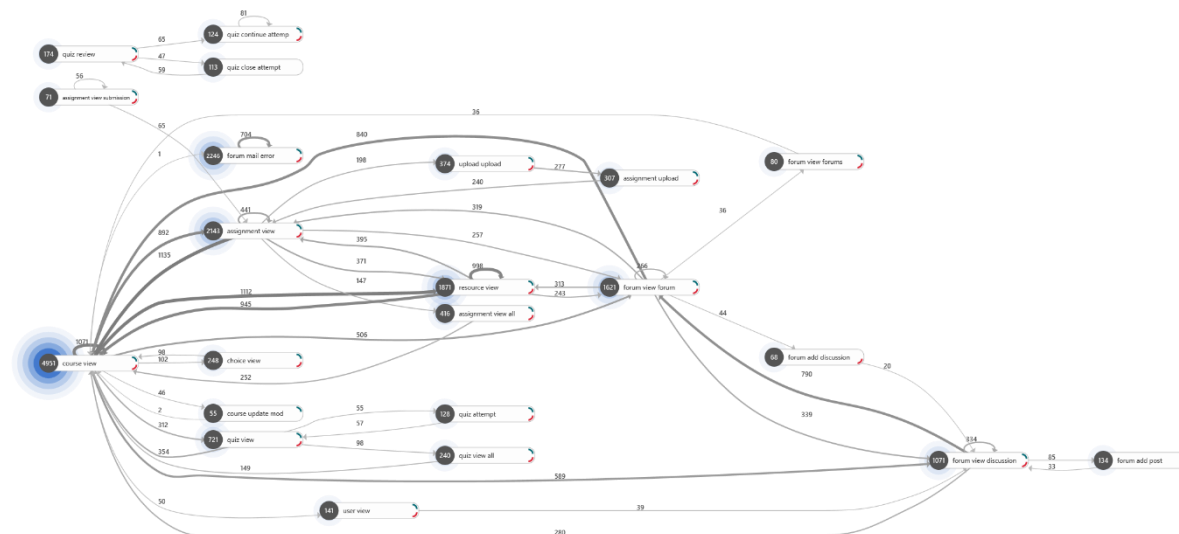 81
124 quiz continue attemp
65
174 quiz review
47
113 quiz close attempt
59
56
71 assignment view submission
36
65
704
840
1
2246 forum mail error
198
374 upload upload
277
80 forum view forums
307 assignment upload
240
441
319
36
892
2143 assignment view
257
395
1135
371
998
266
147
1871 resource view
313
1621 forum view forum
1112
243
945
416 assignment view all
44
506
1071
98
4951 course view
102
248 choice view
68 forum add discussion
252
20
790
46
55
2
55 course update mod
128 quiz attempt
339
312
57
721 quiz view
98
334
354
240 quiz view all
149
1071 forum view discussion
85
134 forum add post
33
589
50
39
141 user view
280